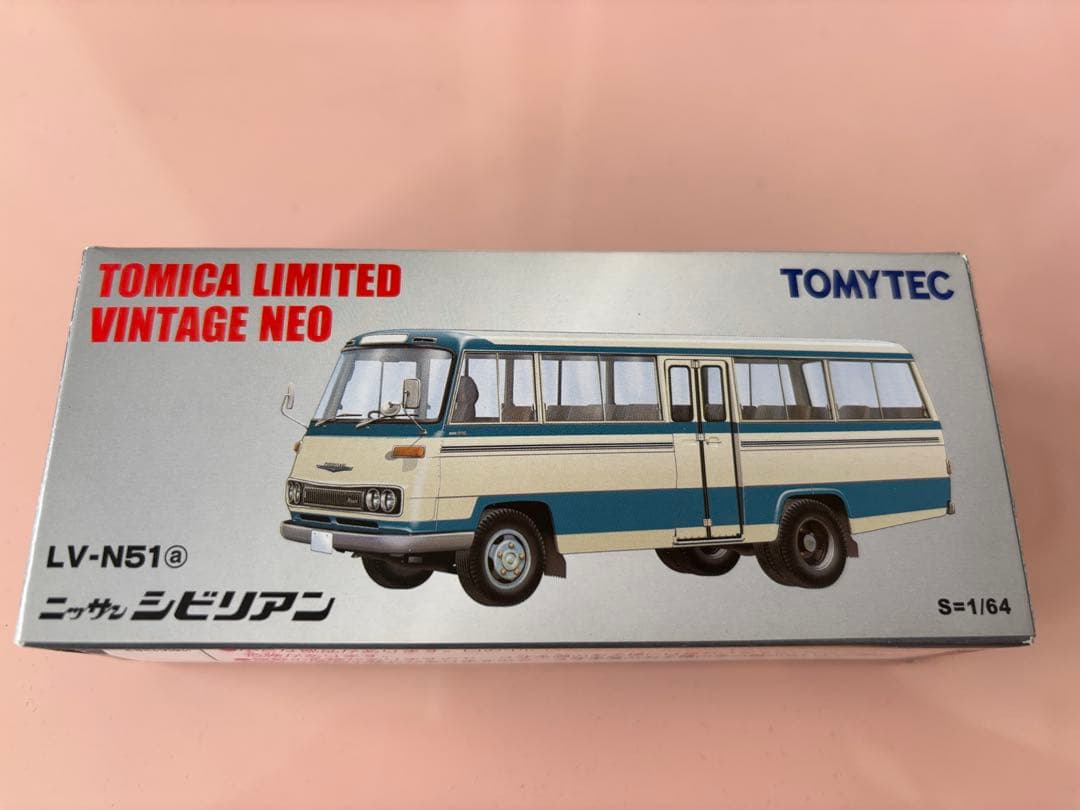 TOMICA LIMITED
VINTAGE NEO
TOMYTEC
LV-N51ⓐ
ニッサン シビリアン
S=1/64